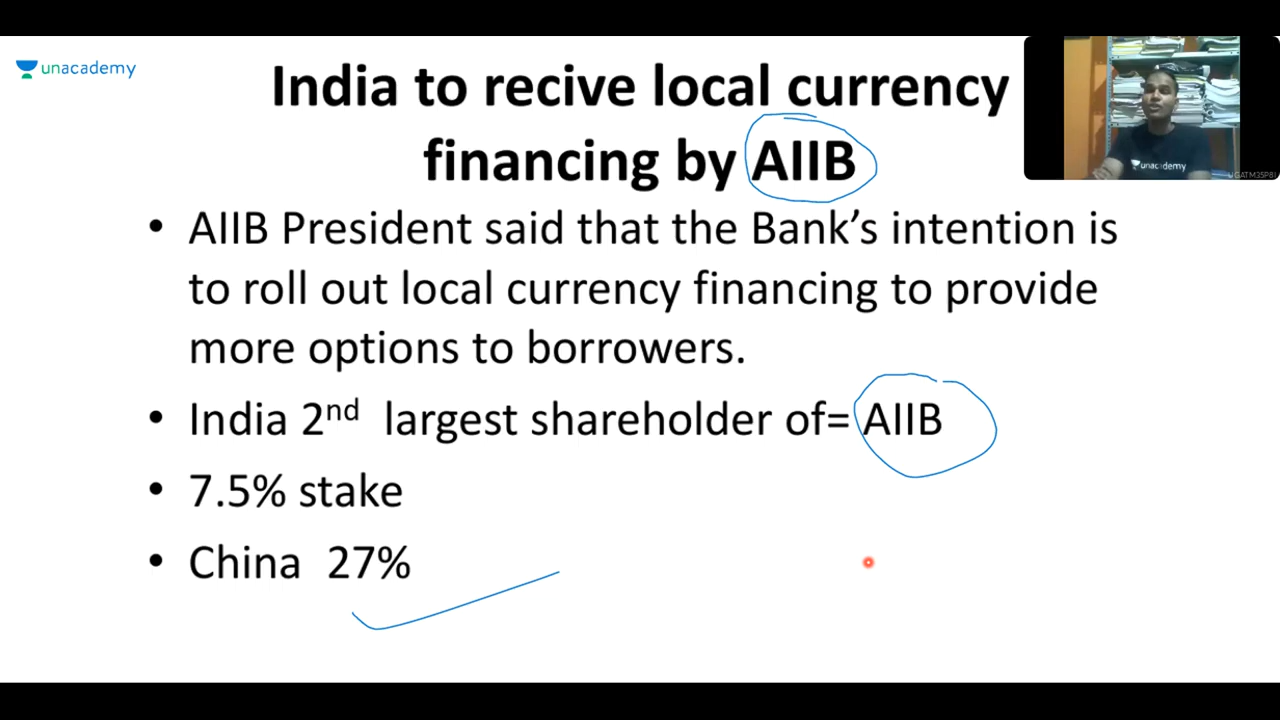 unacademy
India to recive local currency
financing by AIIB
unacademy
UGATM35P8I
• AIIB President said that the Bank’s intention is
to roll out local currency financing to provide
more options to borrowers.
• India 2nd largest shareholder of= AIIB
• 7.5% stake
• China 27%